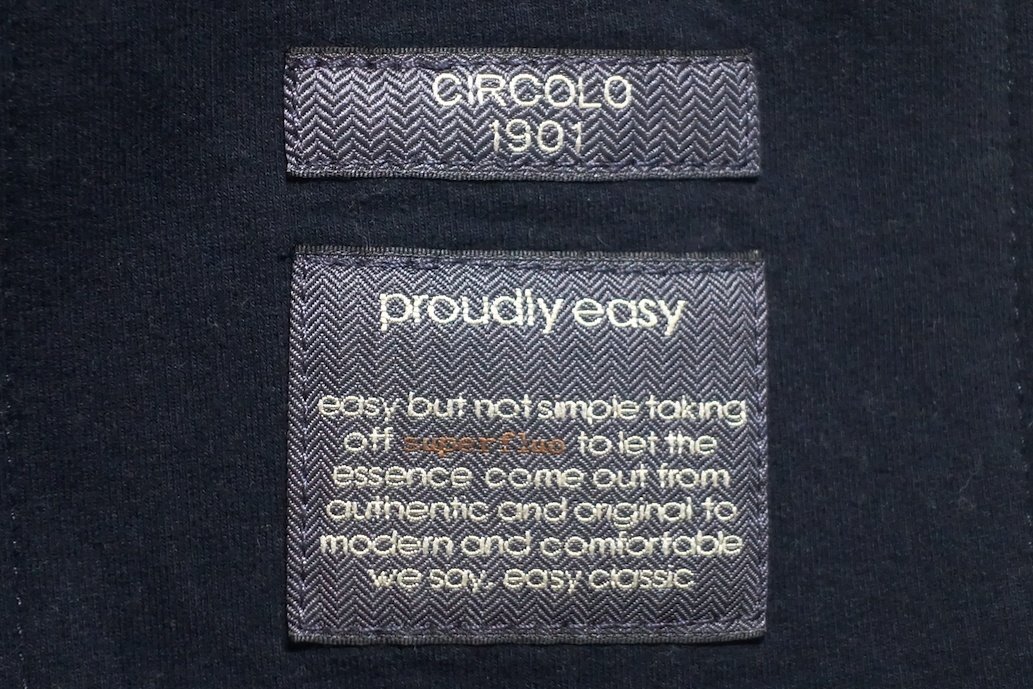 CIRCOLO
1901
proudly easy
easy but not simple taking
off superfluo to let the
essence come out from
authentic and original to
modern and comfortable
we say. easy classic